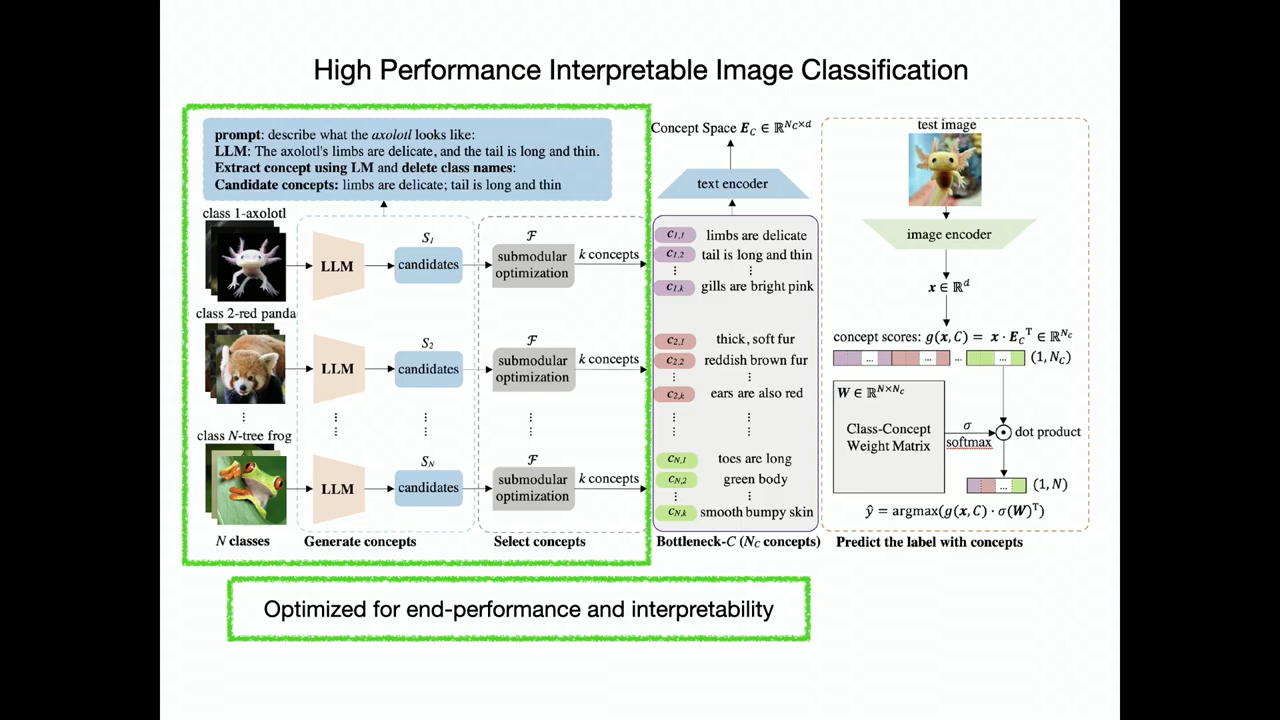 High Performance Interpretable Image Classification
prompt: describe what the axolotl looks like:
LLM: The axolotl's limbs are delicate, and the tail is long and thin.
Extract concept using LM and delete class names:
Candidate concepts: limbs are delicate; tail is long and thin
class 1-axolotl
LLM
S₁
candidates
ℱ
submodular
optimization
k concepts
class 2-red panda
LLM
S₂
candidates
ℱ
submodular
optimization
k concepts
⋮
⋮
⋮
⋮
class N-tree frog
LLM
S_N
candidates
ℱ
submodular
optimization
k concepts
N classes
Generate concepts
Select concepts
Concept Space E_C ∈ ℝ^{N_C×d}
text encoder
c₁,₁ limbs are delicate
c₁,₂ tail is long and thin
⋮ ⋮
c₁,k gills are bright pink
c₂,₁ thick, soft fur
c₂,₂ reddish brown fur
⋮ ⋮
c₂,k ears are also red
⋮ ⋮
c_{N,1} toes are long
c_{N,2} green body
⋮ ⋮
c_{N,k} smooth bumpy skin
Bottleneck-C (N_C concepts)
test image
image encoder
x ∈ ℝ^d
concept scores: g(x, C) = x · E_C^T ∈ ℝ^{N_C}
... ... ... ... (1, N_C)
W ∈ ℝ^{N×N_C}
Class-Concept
Weight Matrix
σ
softmax
dot product
... (1, N)
ŷ = argmax(g(x, C) · σ(W)^T)
Predict the label with concepts
Optimized for end-performance and interpretability